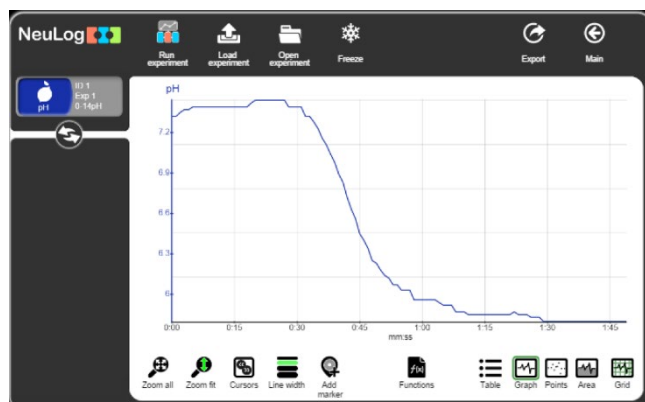 NeuLog
Run
experiment
Load
experiment
Open
experiment
Freeze
Export
Main
pH
ID 1
Exp 1
0-14pH
pH
7.2
6.9
6.6
6.3
6
0:00
0:15
0:30
0:45
1:00
1:15
1:30
1:45
mm:ss
Zoom all
Zoom fit
Cursors
Line width
Add
marker
f(x)
Functions
Table
Graph
Points
Area
Grid